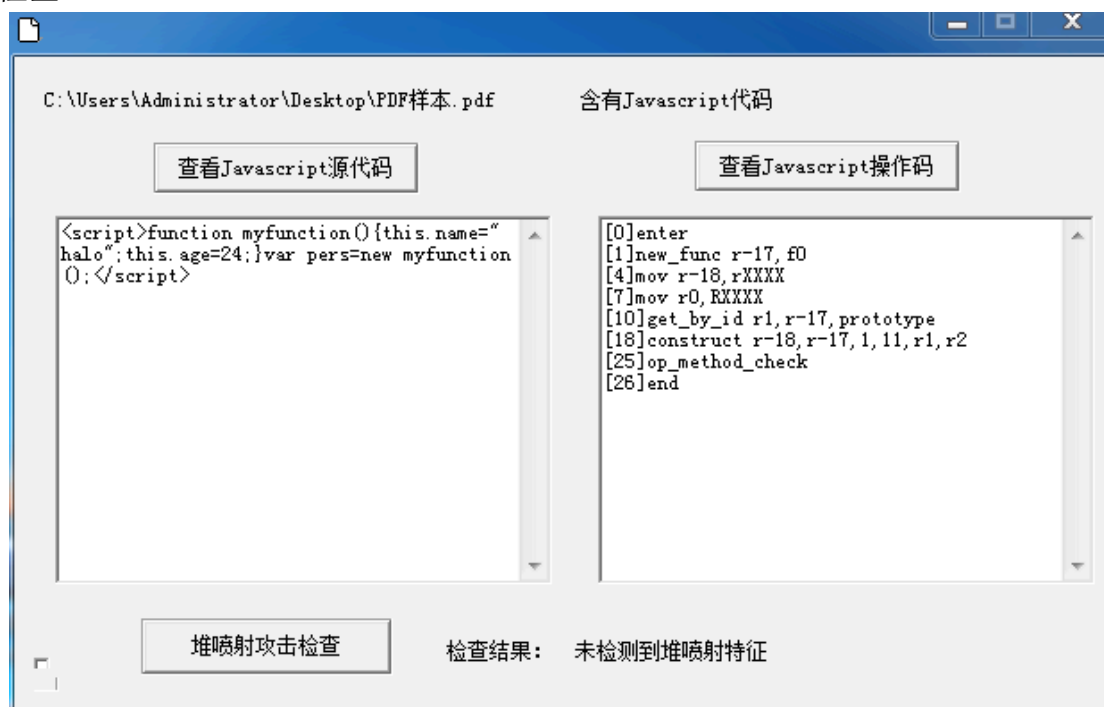 C:\Users\Administrator\Desktop\PDF样本.pdf
含有Javascript代码
查看Javascript源代码
查看Javascript操作码
<script>function myfunction(){this.name="
halo";this.age=24;}var pers=new myfunction
();</script>
[0]enter
[1]new_func r-17,f0
[4]mov r-18,rXXXX
[7]mov r0,RXXXX
[10]get_by_id r1,r-17,prototype
[18]construct r-18,r-17,1,11,r1,r2
[25]op_method_check
[26]end
堆喷射攻击检查
检查结果: 未检测到堆喷射特征